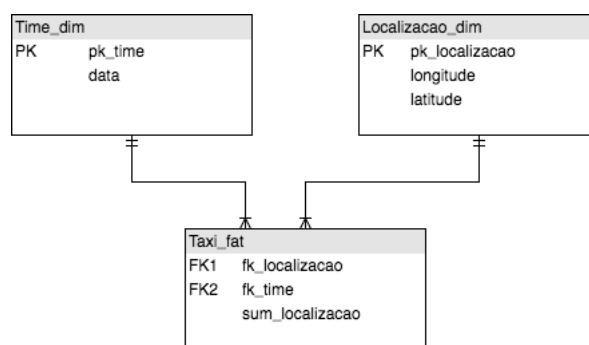 Time_dim
PK pk_time
data
Localizacao_dim
PK pk_localizacao
longitude
latitude
Taxi_fat
FK1 fk_localizacao
FK2 fk_time
sum_localizacao